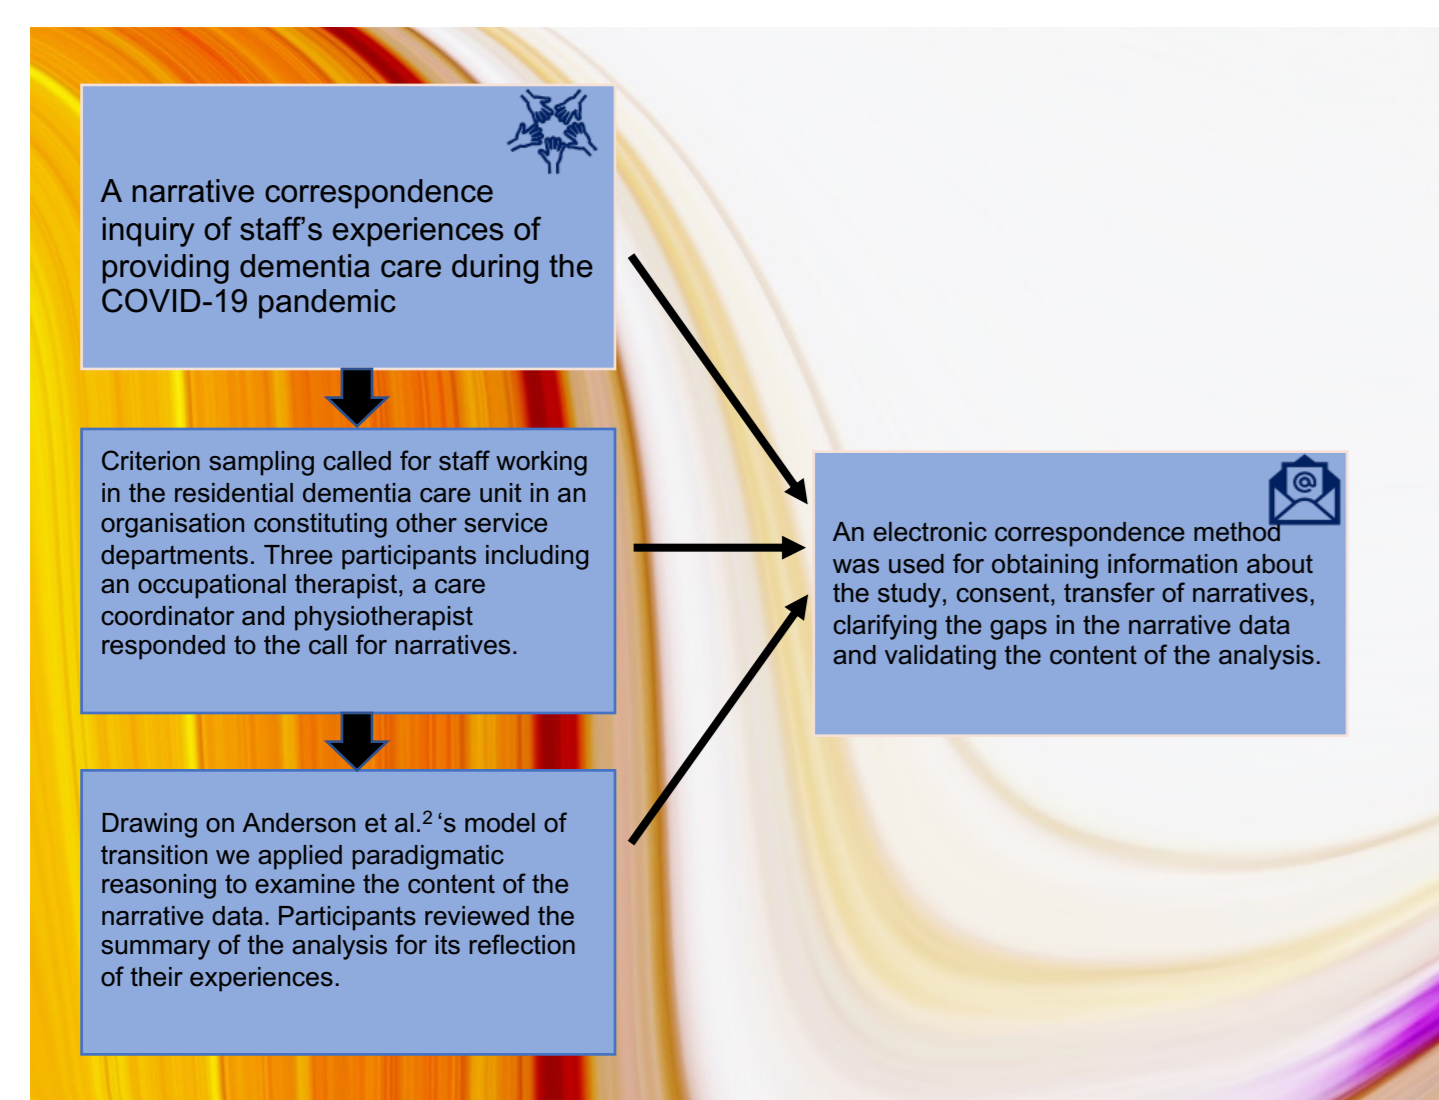 A narrative correspondence
inquiry of staff’s experiences of
providing dementia care during the
COVID-19 pandemic
Criterion sampling called for staff working
in the residential dementia care unit in an
organisation constituting other service
departments. Three participants including
an occupational therapist, a care
coordinator and physiotherapist
responded to the call for narratives.
Drawing on Anderson et al.² ‘s model of
transition we applied paradigmatic
reasoning to examine the content of the
narrative data. Participants reviewed the
summary of the analysis for its reflection
of their experiences.
@
An electronic correspondence method
was used for obtaining information about
the study, consent, transfer of narratives,
clarifying the gaps in the narrative data
and validating the content of the analysis.